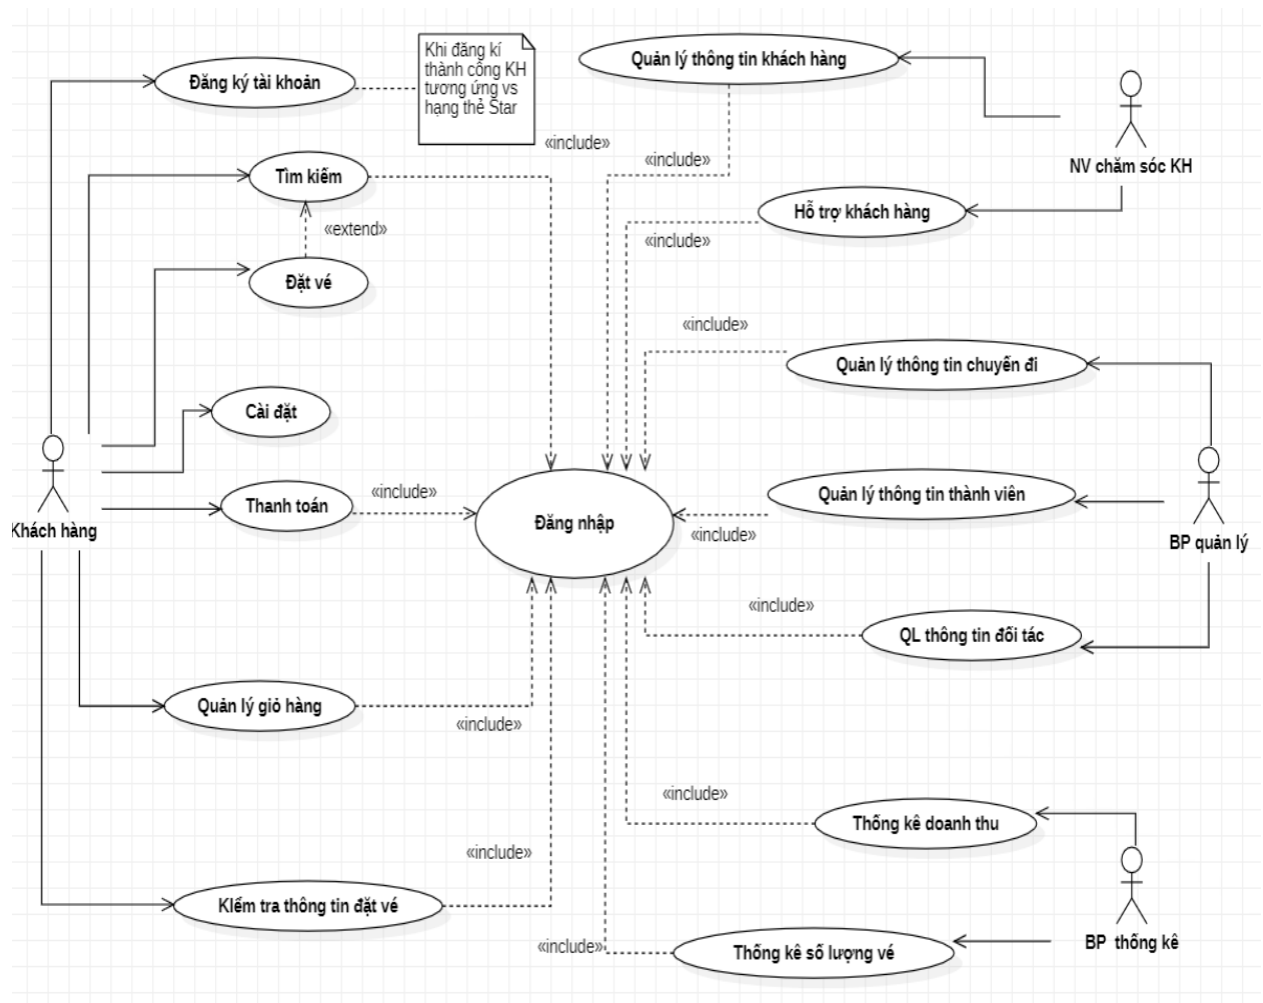 Đăng ký tài khoản
Khi đăng kí
thành công KH
tương ứng vs
hạng thẻ Star
Quản lý thông tin khách hàng
«include»
«include»
NV chăm sóc KH
Tìm kiếm
Hỗ trợ khách hàng
«extend»
«include»
Đặt vé
«include»
Quản lý thông tin chuyến đi
Cài đặt
Thanh toán
«include»
Quản lý thông tin thành viên
Khách hàng
Đăng nhập
«include»
BP quản lý
«include»
QL thông tin đối tác
Quản lý giỏ hàng
«include»
«include»
Thống kê doanh thu
«include»
KIểm tra thông tin đặt vé
«include»
Thống kê số lượng vé
BP thống kê